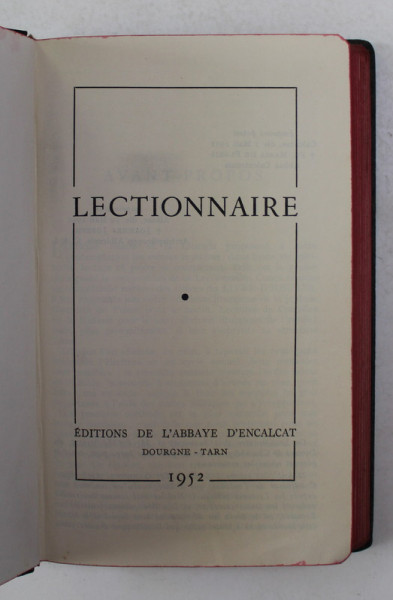 LECTIONNAIRE
ÉDITIONS DE L'ABBAYE D'ENCALCAT
DOURGNE - TARN
1952